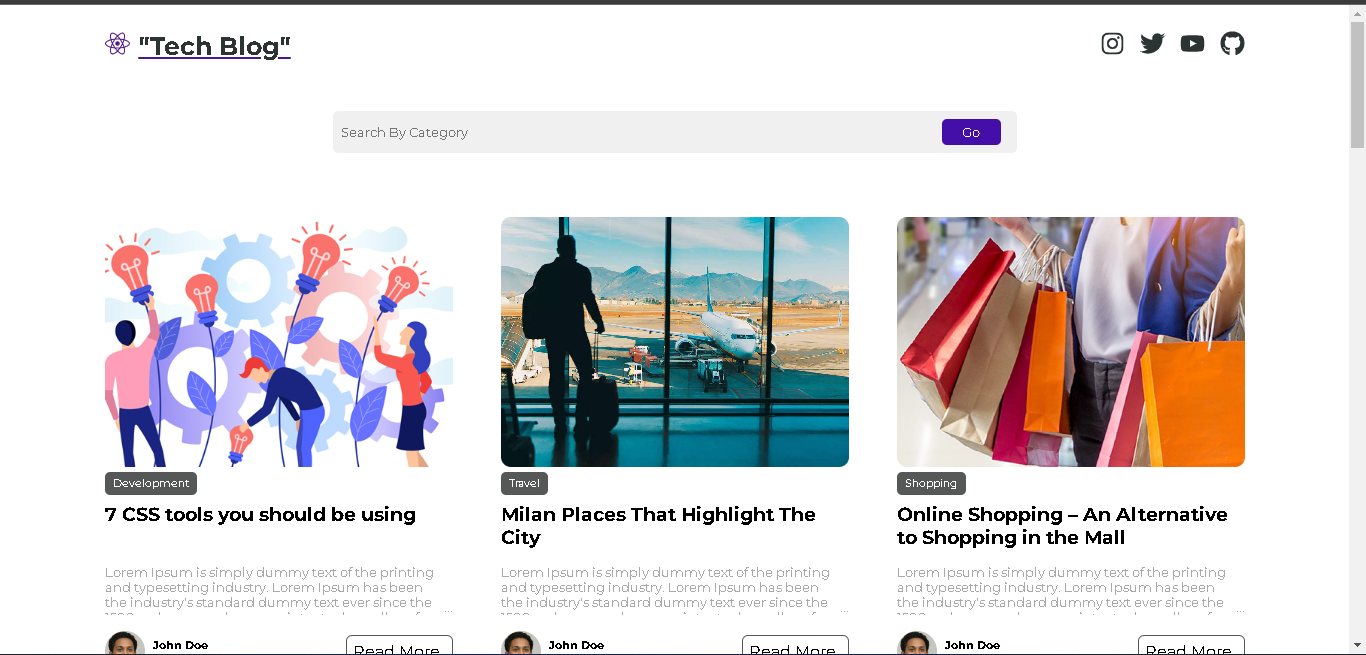 "Tech Blog"
Search By Category
Go
Development
Travel
Shopping
7 CSS tools you should be using
Milan Places That Highlight The
City
Online Shopping – An Alternative
to Shopping in the Mall
Lorem Ipsum is simply dummy text of the printing
and typesetting industry. Lorem Ipsum has been
the industry's standard dummy text ever since the
...
Lorem Ipsum is simply dummy text of the printing
and typesetting industry. Lorem Ipsum has been
the industry's standard dummy text ever since the
...
Lorem Ipsum is simply dummy text of the printing
and typesetting industry. Lorem Ipsum has been
the industry's standard dummy text ever since the
...
John Doe
Read More
John Doe
Read More
John Doe
Read More